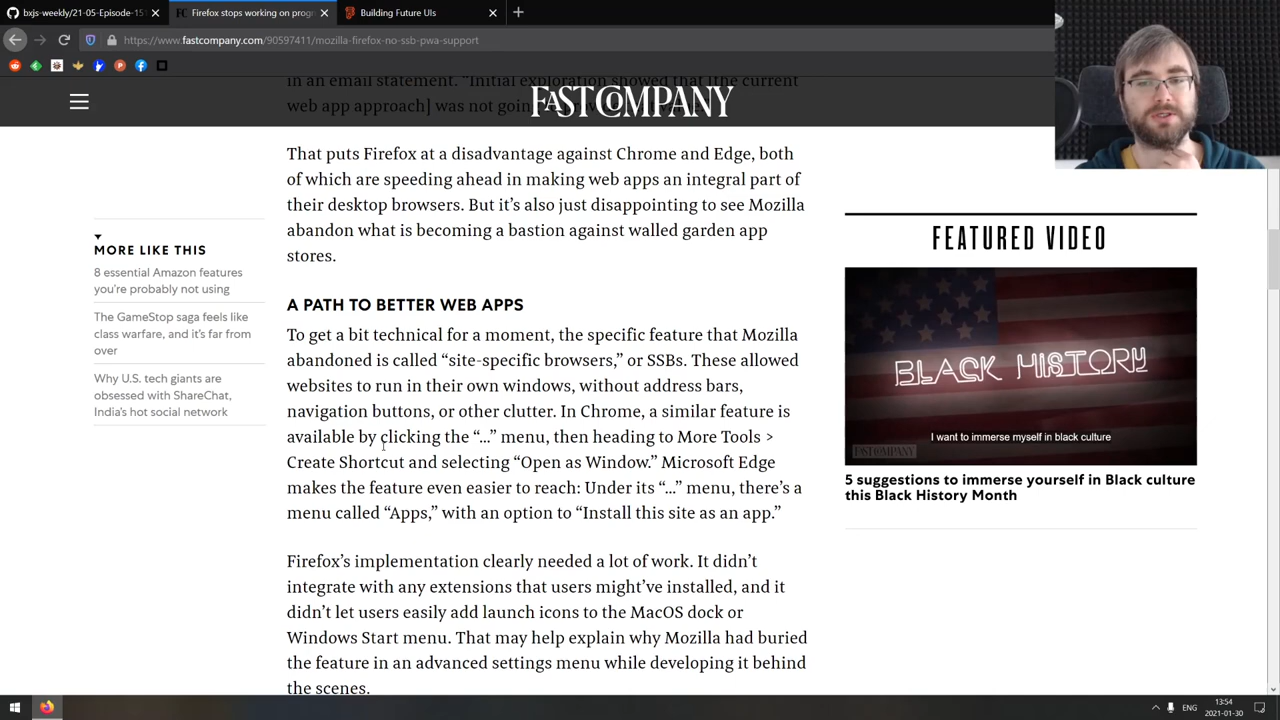 bxjs-weekly/21-05-Episode-151
Firefox stops working on prog
Building Future UIs
https://www.fastcompany.com/90597411/mozilla-firefox-no-ssb-pwa-support
in an email statement. “Initial exploration showed that [the current
web app approach] was not going
FAST COMPANY
That puts Firefox at a disadvantage against Chrome and Edge, both
of which are speeding ahead in making web apps an integral part of
their desktop browsers. But it’s also just disappointing to see Mozilla
abandon what is becoming a bastion against walled garden app
stores.
MORE LIKE THIS
8 essential Amazon features
you’re probably not using
The GameStop saga feels like
class warfare, and it’s far from
over
Why U.S. tech giants are
obsessed with ShareChat,
India’s hot social network
A PATH TO BETTER WEB APPS
To get a bit technical for a moment, the specific feature that Mozilla
abandoned is called “site-specific browsers,” or SSBs. These allowed
websites to run in their own windows, without address bars,
navigation buttons, or other clutter. In Chrome, a similar feature is
available by clicking the “…” menu, then heading to More Tools >
Create Shortcut and selecting “Open as Window.” Microsoft Edge
makes the feature even easier to reach: Under its “…” menu, there’s a
menu called “Apps,” with an option to “Install this site as an app.”
Firefox’s implementation clearly needed a lot of work. It didn’t
integrate with any extensions that users might’ve installed, and it
didn’t let users easily add launch icons to the MacOS dock or
Windows Start menu. That may help explain why Mozilla had buried
the feature in an advanced settings menu while developing it behind
the scenes.
FEATURED VIDEO
BLACK HISTORY
I want to immerse myself in black culture
FAST COMPANY
5 suggestions to immerse yourself in Black culture
this Black History Month
ENG
13:54
2021-01-30